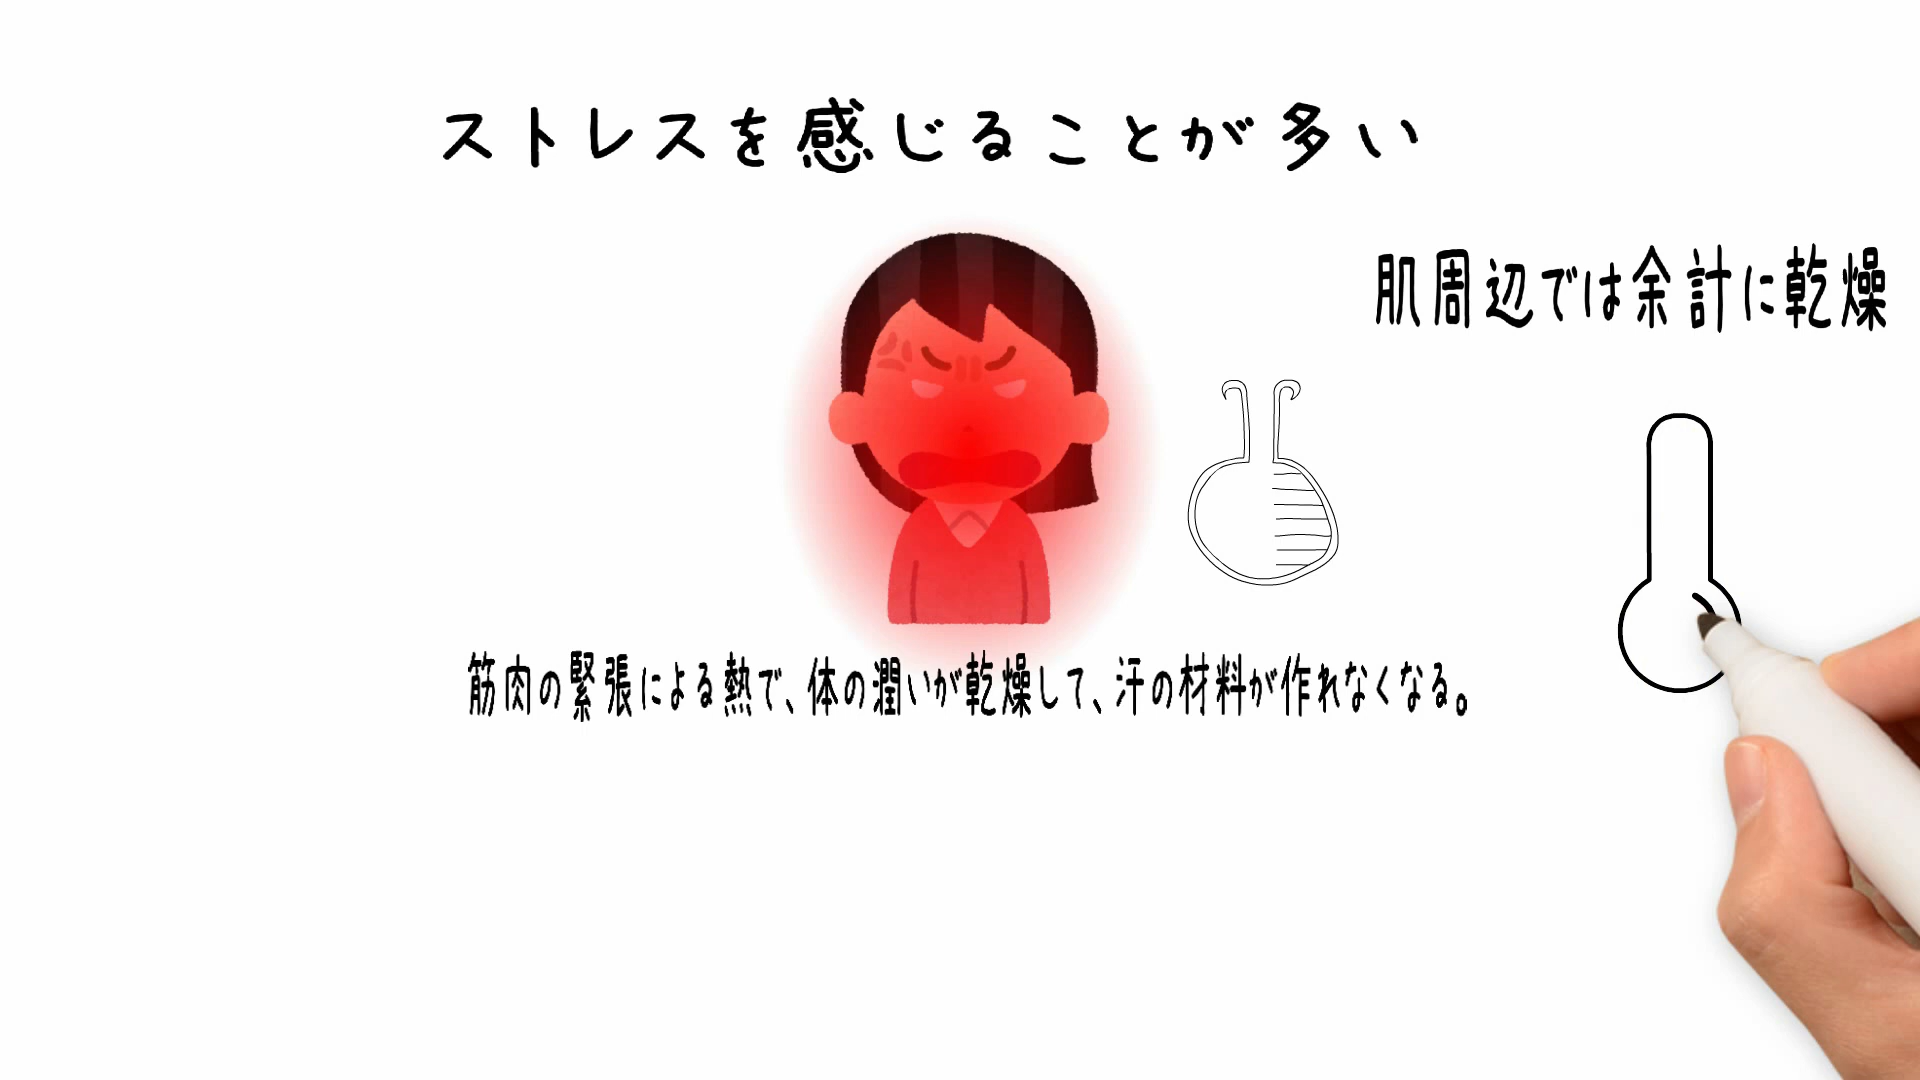 ストレスを感じることが多い
肌周辺では余計に乾燥
筋肉の緊張による熱で、体の潤いが乾燥して、汗の材料が作れなくなる。